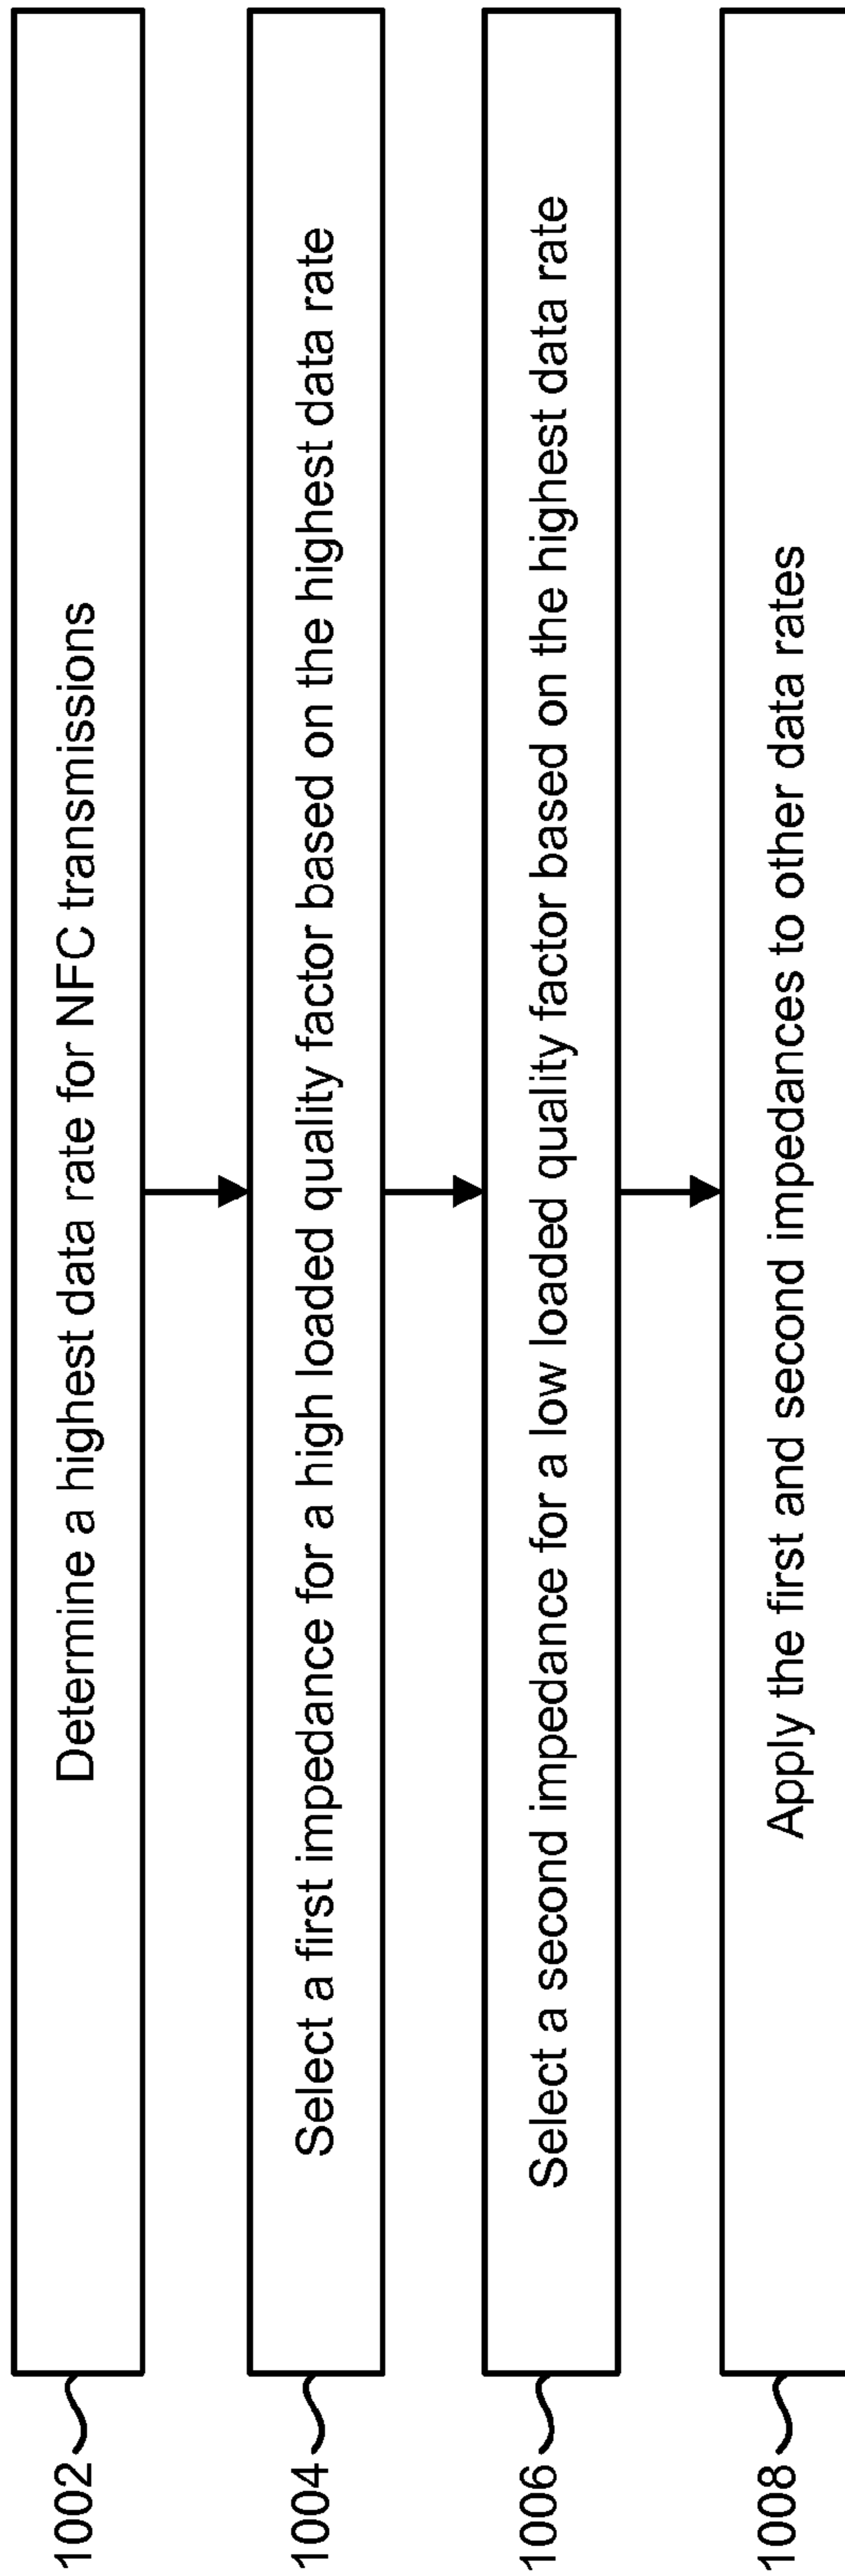 1002
Determine a highest data rate for NFC transmissions
1004
Select a first impedance for a high loaded quality factor based on the highest data rate
1006
Select a second impedance for a low loaded quality factor based on the highest data rate
1008
Apply the first and second impedances to other data rates